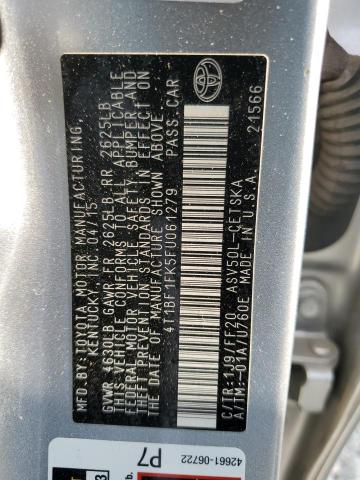 MFD. BY: TOYOTA MOTOR MANUFACTURING,
KENTUCKY, INC. 04/15
GVWR 4630LB GAWR FR 2625LB RR 2625LB
THIS VEHICLE CONFORMS TO ALL APPLICABLE
FEDERAL MOTOR VEHICLE SAFETY, BUMPER, AND
THEFT PREVENTION STANDARDS IN EFFECT ON
THE DATE OF MANUFACTURE SHOWN ABOVE.
4T1BF1FK5FU061279 PASS. CAR
C/TR: 1J9/FF20 ASV50L-CETSKA
A/TM: -01A/U760E MADE IN U.S.A. 21566
42661-06722
P7